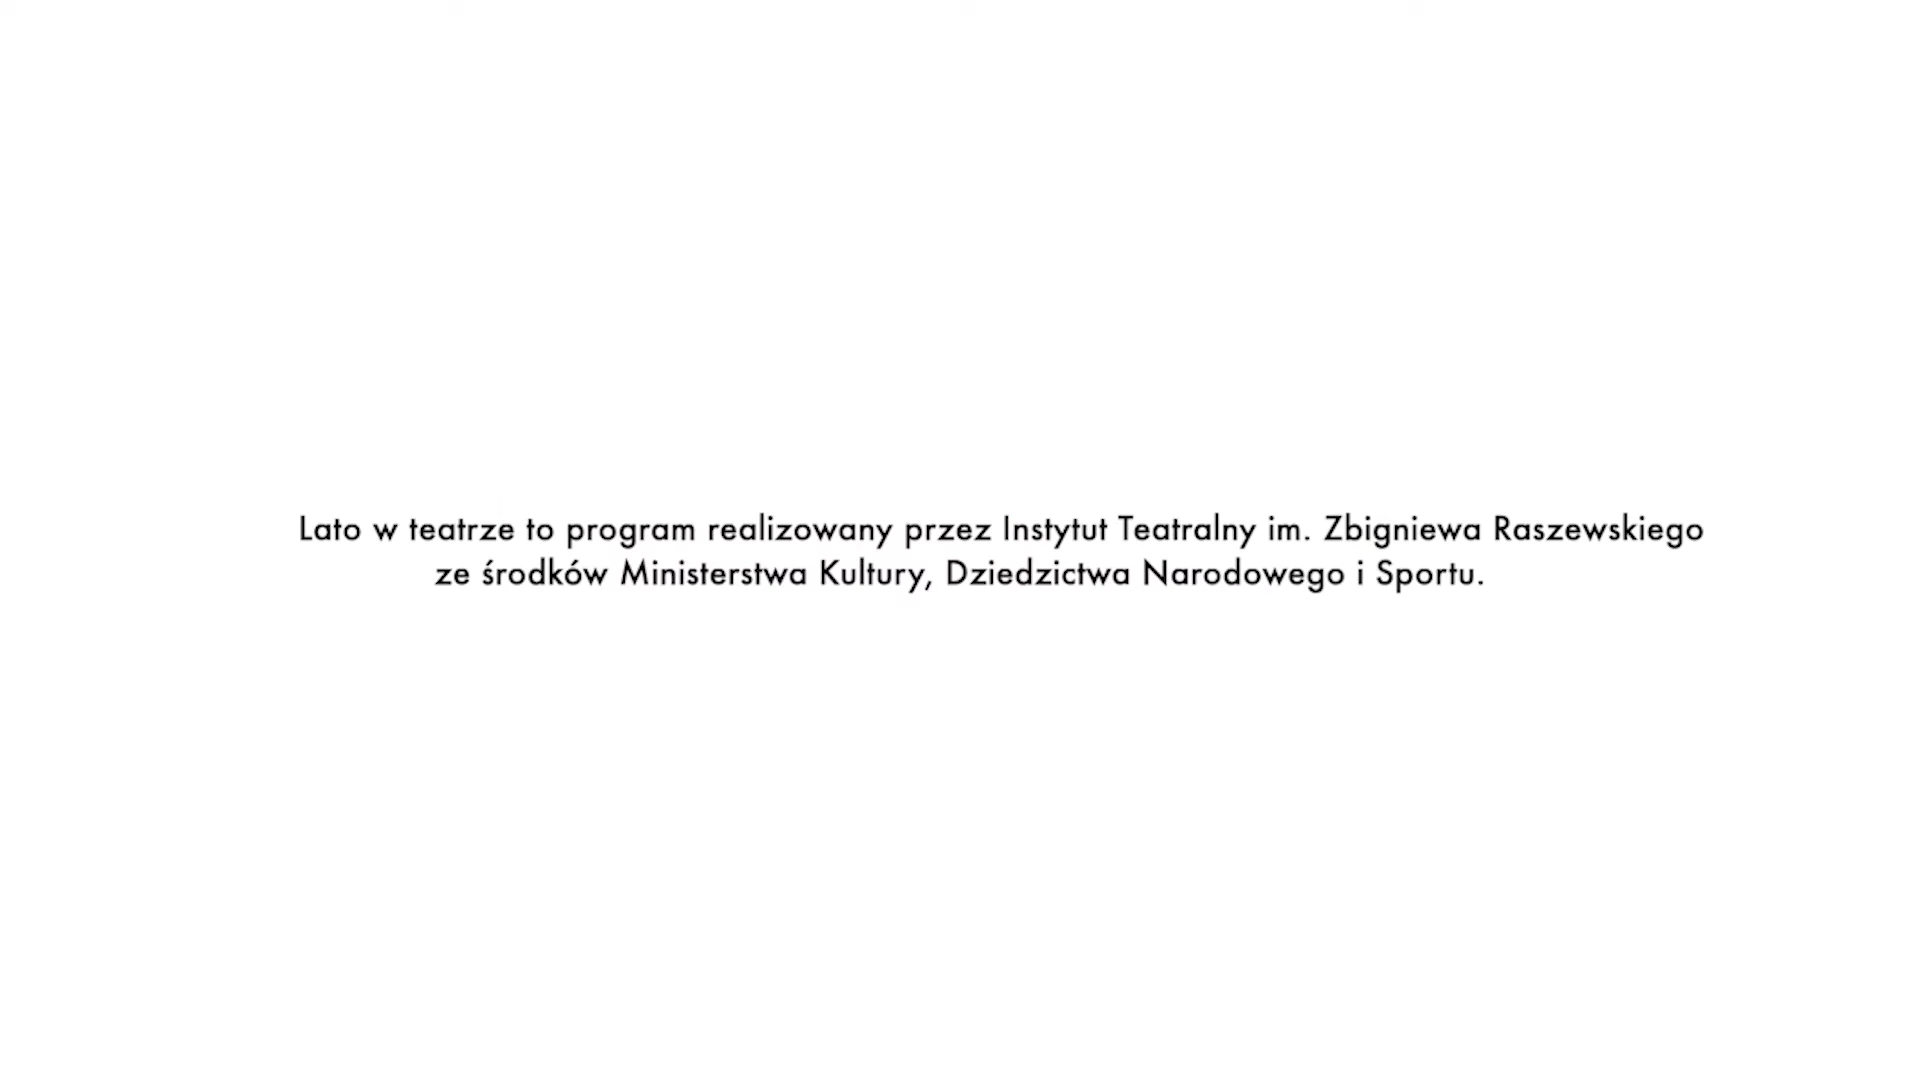 Lato w teatrze to program realizowany przez Instytut Teatralny im. Zbigniewa Raszewskiego
ze środków Ministerstwa Kultury, Dziedzictwa Narodowego i Sportu.